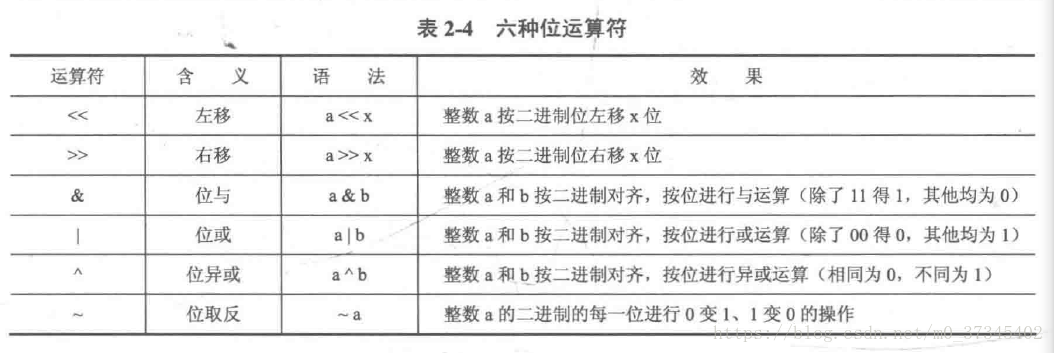 表 2-4 六种位运算符
运算符 含 义 语 法 效 果
<< 左移 a << x 整数 a 按二进制位左移 x 位
>> 右移 a >> x 整数 a 按二进制位右移 x 位
& 位与 a & b 整数 a 和 b 按二进制对齐，按位进行与运算（除了 11 得 1，其他均为 0）
| 位或 a | b 整数 a 和 b 按二进制对齐，按位进行或运算（除了 00 得 0，其他均为 1）
^ 位异或 a ^ b 整数 a 和 b 按二进制对齐，按位进行异或运算（相同为 0，不同为 1）
~ 位取反 ~ a 整数 a 的二进制的每一位进行 0 变 1、1 变 0 的操作
https://blog.csdn.net/m0_37345402